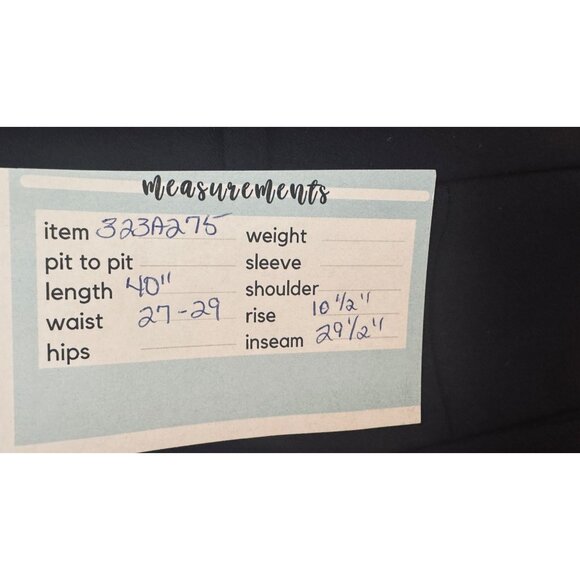 measurements
item 323A275
pit to pit
length 40"
waist 27-29
hips
weight
sleeve
shoulder
rise 10 1/2"
inseam 29 1/2"